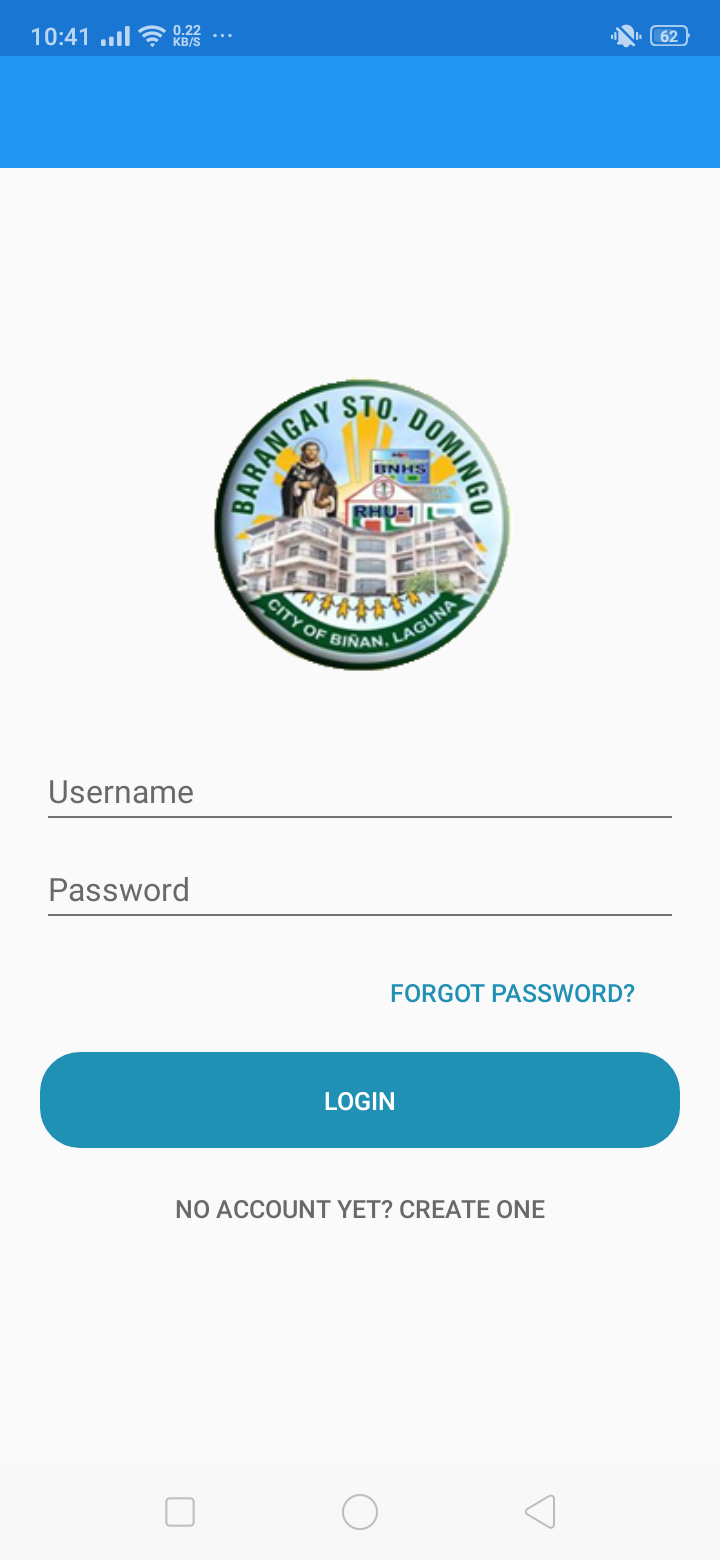 10:41 0.22 KB/S ... 62
BARANGAY STO. DOMINGO
BNHS
RHU-1
CITY OF BIÑAN, LAGUNA
Username
Password
FORGOT PASSWORD?
LOGIN
NO ACCOUNT YET? CREATE ONE